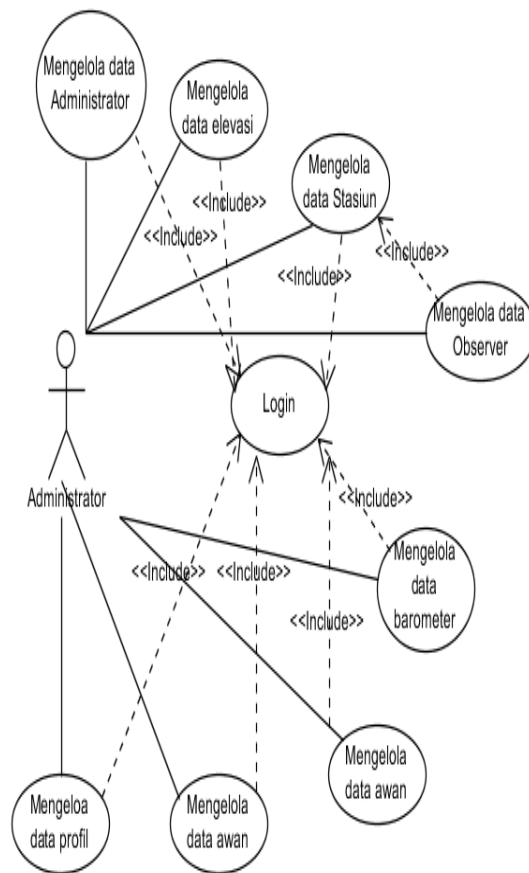 Mengelola data
Administrator
Mengelola
data elevasi
Mengelola
data Stasiun
<<Include>>
<<Include>>
<<Include>>
<<Include>>
Mengelola data
Observer
Login
Administrator
<<Include>>
<<Include>>
<<Include>>
<<Include>>
Mengelola
data
barometer
Mengelola
data awan
Mengeloa
data profil
Mengelola
data awan